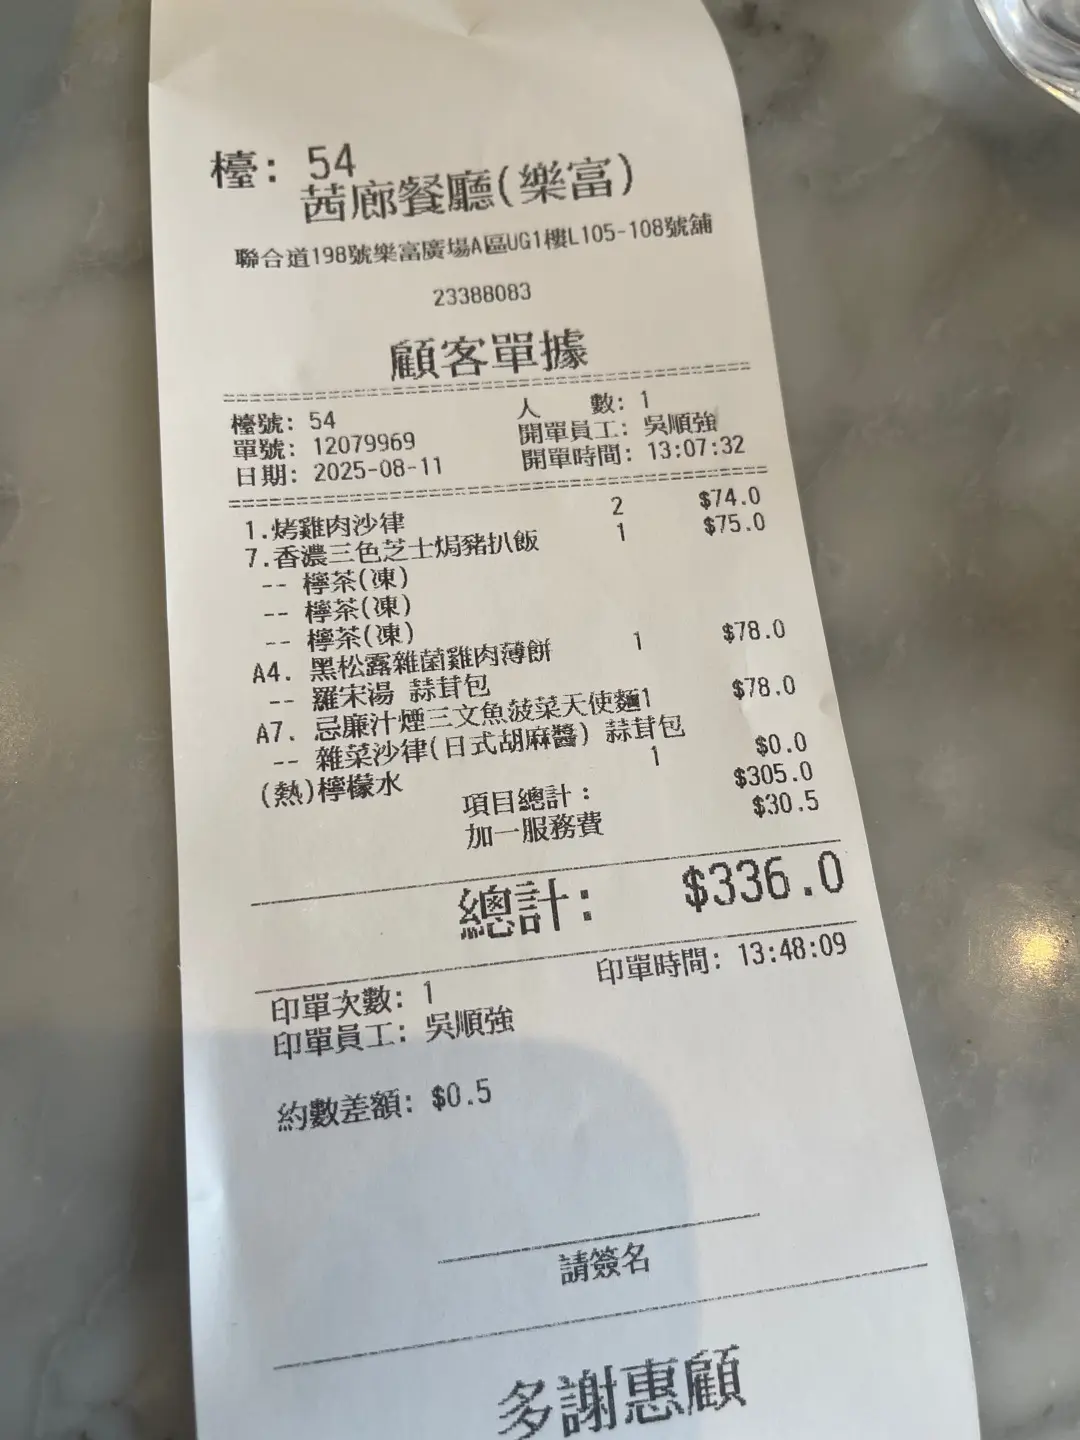 檯: 54
茜廊餐廳(樂富)
聯合道198號樂富廣場A區UG1樓L105-108號舖
23388083
顧客單據
檯號: 54 人 數: 1
單號: 12079969 開單員工: 吳順強
日期: 2025-08-11 開單時間: 13:07:32
1.烤雞肉沙律 2 $74.0
7.香濃三色芝士焗豬扒飯 1 $75.0
-- 檸茶(凍)
-- 檸茶(凍)
-- 檸茶(凍)
A4. 黑松露雜菌雞肉薄餅 1 $78.0
-- 羅宋湯 蒜茸包
A7. 忌廉汁煙三文魚菠菜天使麵1 $78.0
-- 雜菜沙律(日式胡麻醬) 蒜茸包
(熱)檸檬水 1 $0.0
項目總計: $305.0
加一服務費 $30.5
總計: $336.0
印單時間: 13:48:09
印單次數: 1
印單員工: 吳順強
約數差額: $0.5
請簽名
多謝惠顧